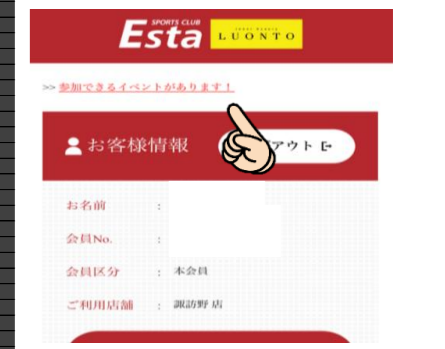 SPORTS CLUB
Esta
LUONTO
>> 参加できるイベントがあります!
お客様情報
アウト
お名前 :
会員No. :
会員区分 : 本会員
ご利用店舗 : 諏訪野 店